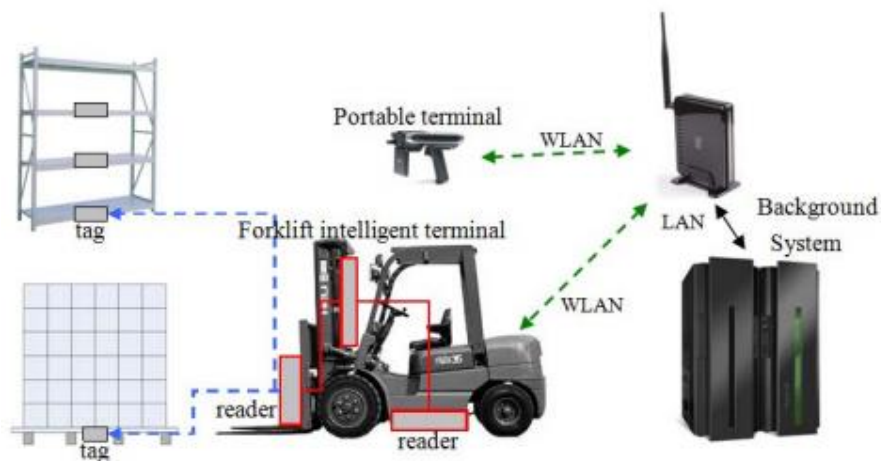 Portable terminal
WLAN
tag
Forklift intelligent terminal
LAN
Background
System
WLAN
reader
reader
tag